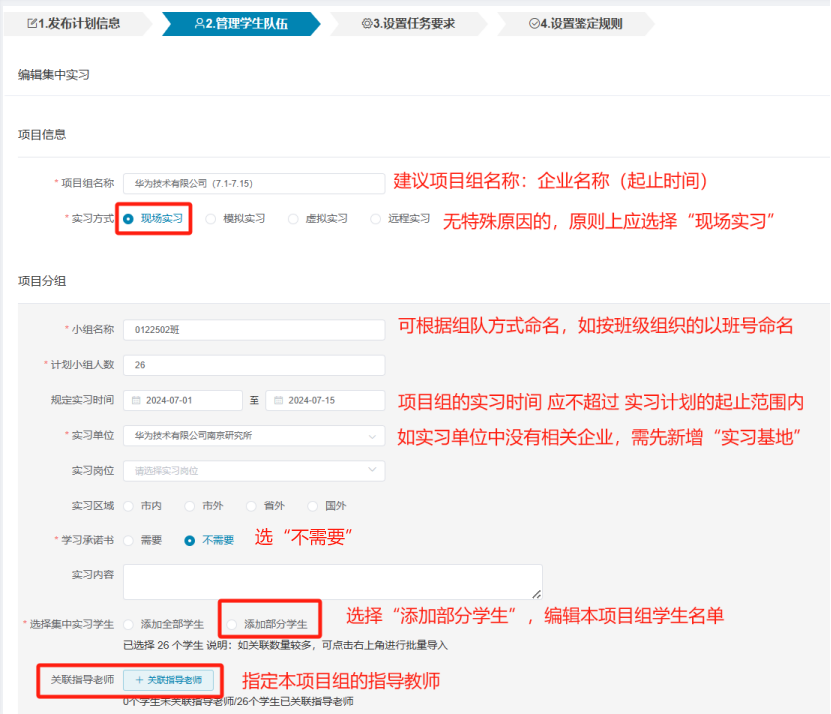 1.发布计划信息 2.管理学生队伍 3.设置任务要求 4.设置鉴定规则
编辑集中实习
项目信息
* 项目组名称 华为技术有限公司 (7.1-7.15) 建议项目组名称：企业名称（起止时间）
* 实习方式 现场实习 模拟实习 虚拟实习 远程实习 无特殊原因的，原则上应选择“现场实习”
项目分组
* 小组名称 0122502班 可根据组队方式命名，如按班级组织的以班号命名
* 计划小组人数 26
规定实习时间 2024-07-01 至 2024-07-15 项目组的实习时间 应不超过 实习计划的起止范围内
* 实习单位 华为技术有限公司南京研究所 如实习单位中没有相关企业，需先新增“实习基地”
实习岗位 请选择实习岗位
实习区域 市内 市外 省外 国外
* 学习承诺书 需要 不需要 选“不需要”
实习内容
* 选择集中实习学生 添加全部学生 添加部分学生 选择“添加部分学生”，编辑本项目组学生名单
已选择 26 个学生 说明：如关联数量较多，可点击右上角进行批量导入
关联指导老师 + 关联指导老师 指定本项目组的指导教师
0个学生未关联指导老师/26个学生已关联指导老师